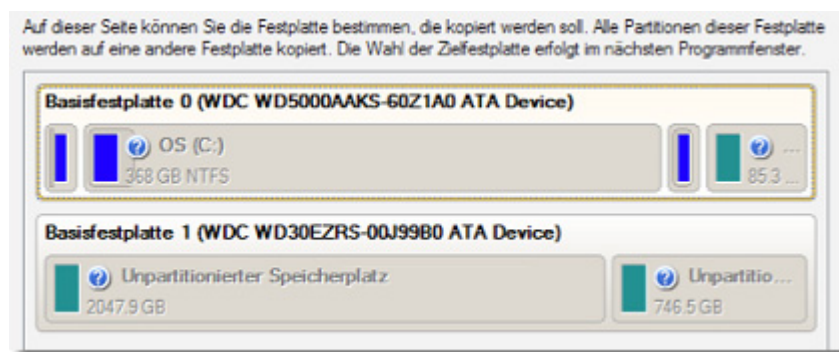 Auf dieser Seite können Sie die Festplatte bestimmen, die kopiert werden soll. Alle Partitionen dieser Festplatte
werden auf eine andere Festplatte kopiert. Die Wahl der Zielfestplatte erfolgt im nächsten Programmfenster.
Basisfestplatte 0 (WDC WD5000AAKS-60Z1A0 ATA Device)
OS (C:) ...
368 GB NTFS 85.3 ...
Basisfestplatte 1 (WDC WD30EZRS-00J99B0 ATA Device)
Unpartitionierter Speicherplatz Unpartitio...
2047.9 GB 746.5 GB